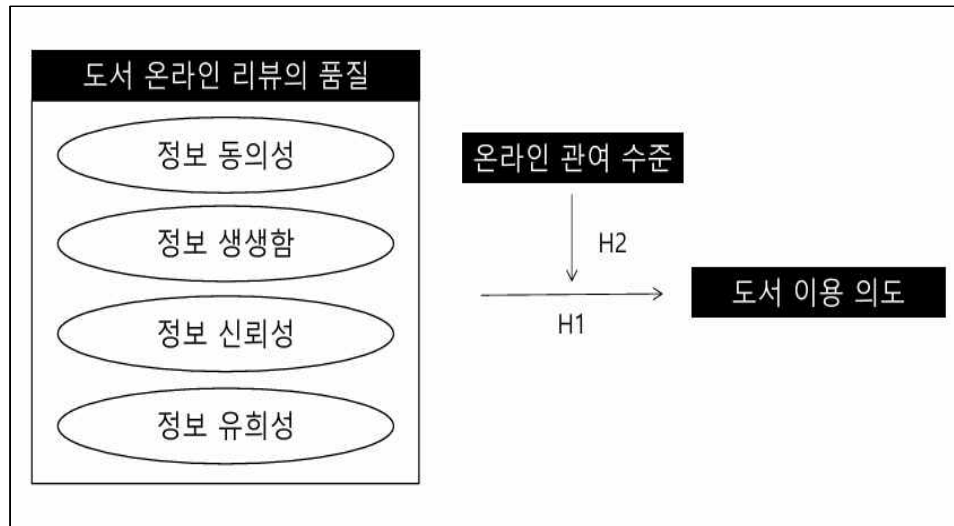 도서 온라인 리뷰의 품질
정보 동의성
정보 생생함
정보 신뢰성
정보 유희성
온라인 관여 수준
H2
H1
도서 이용 의도